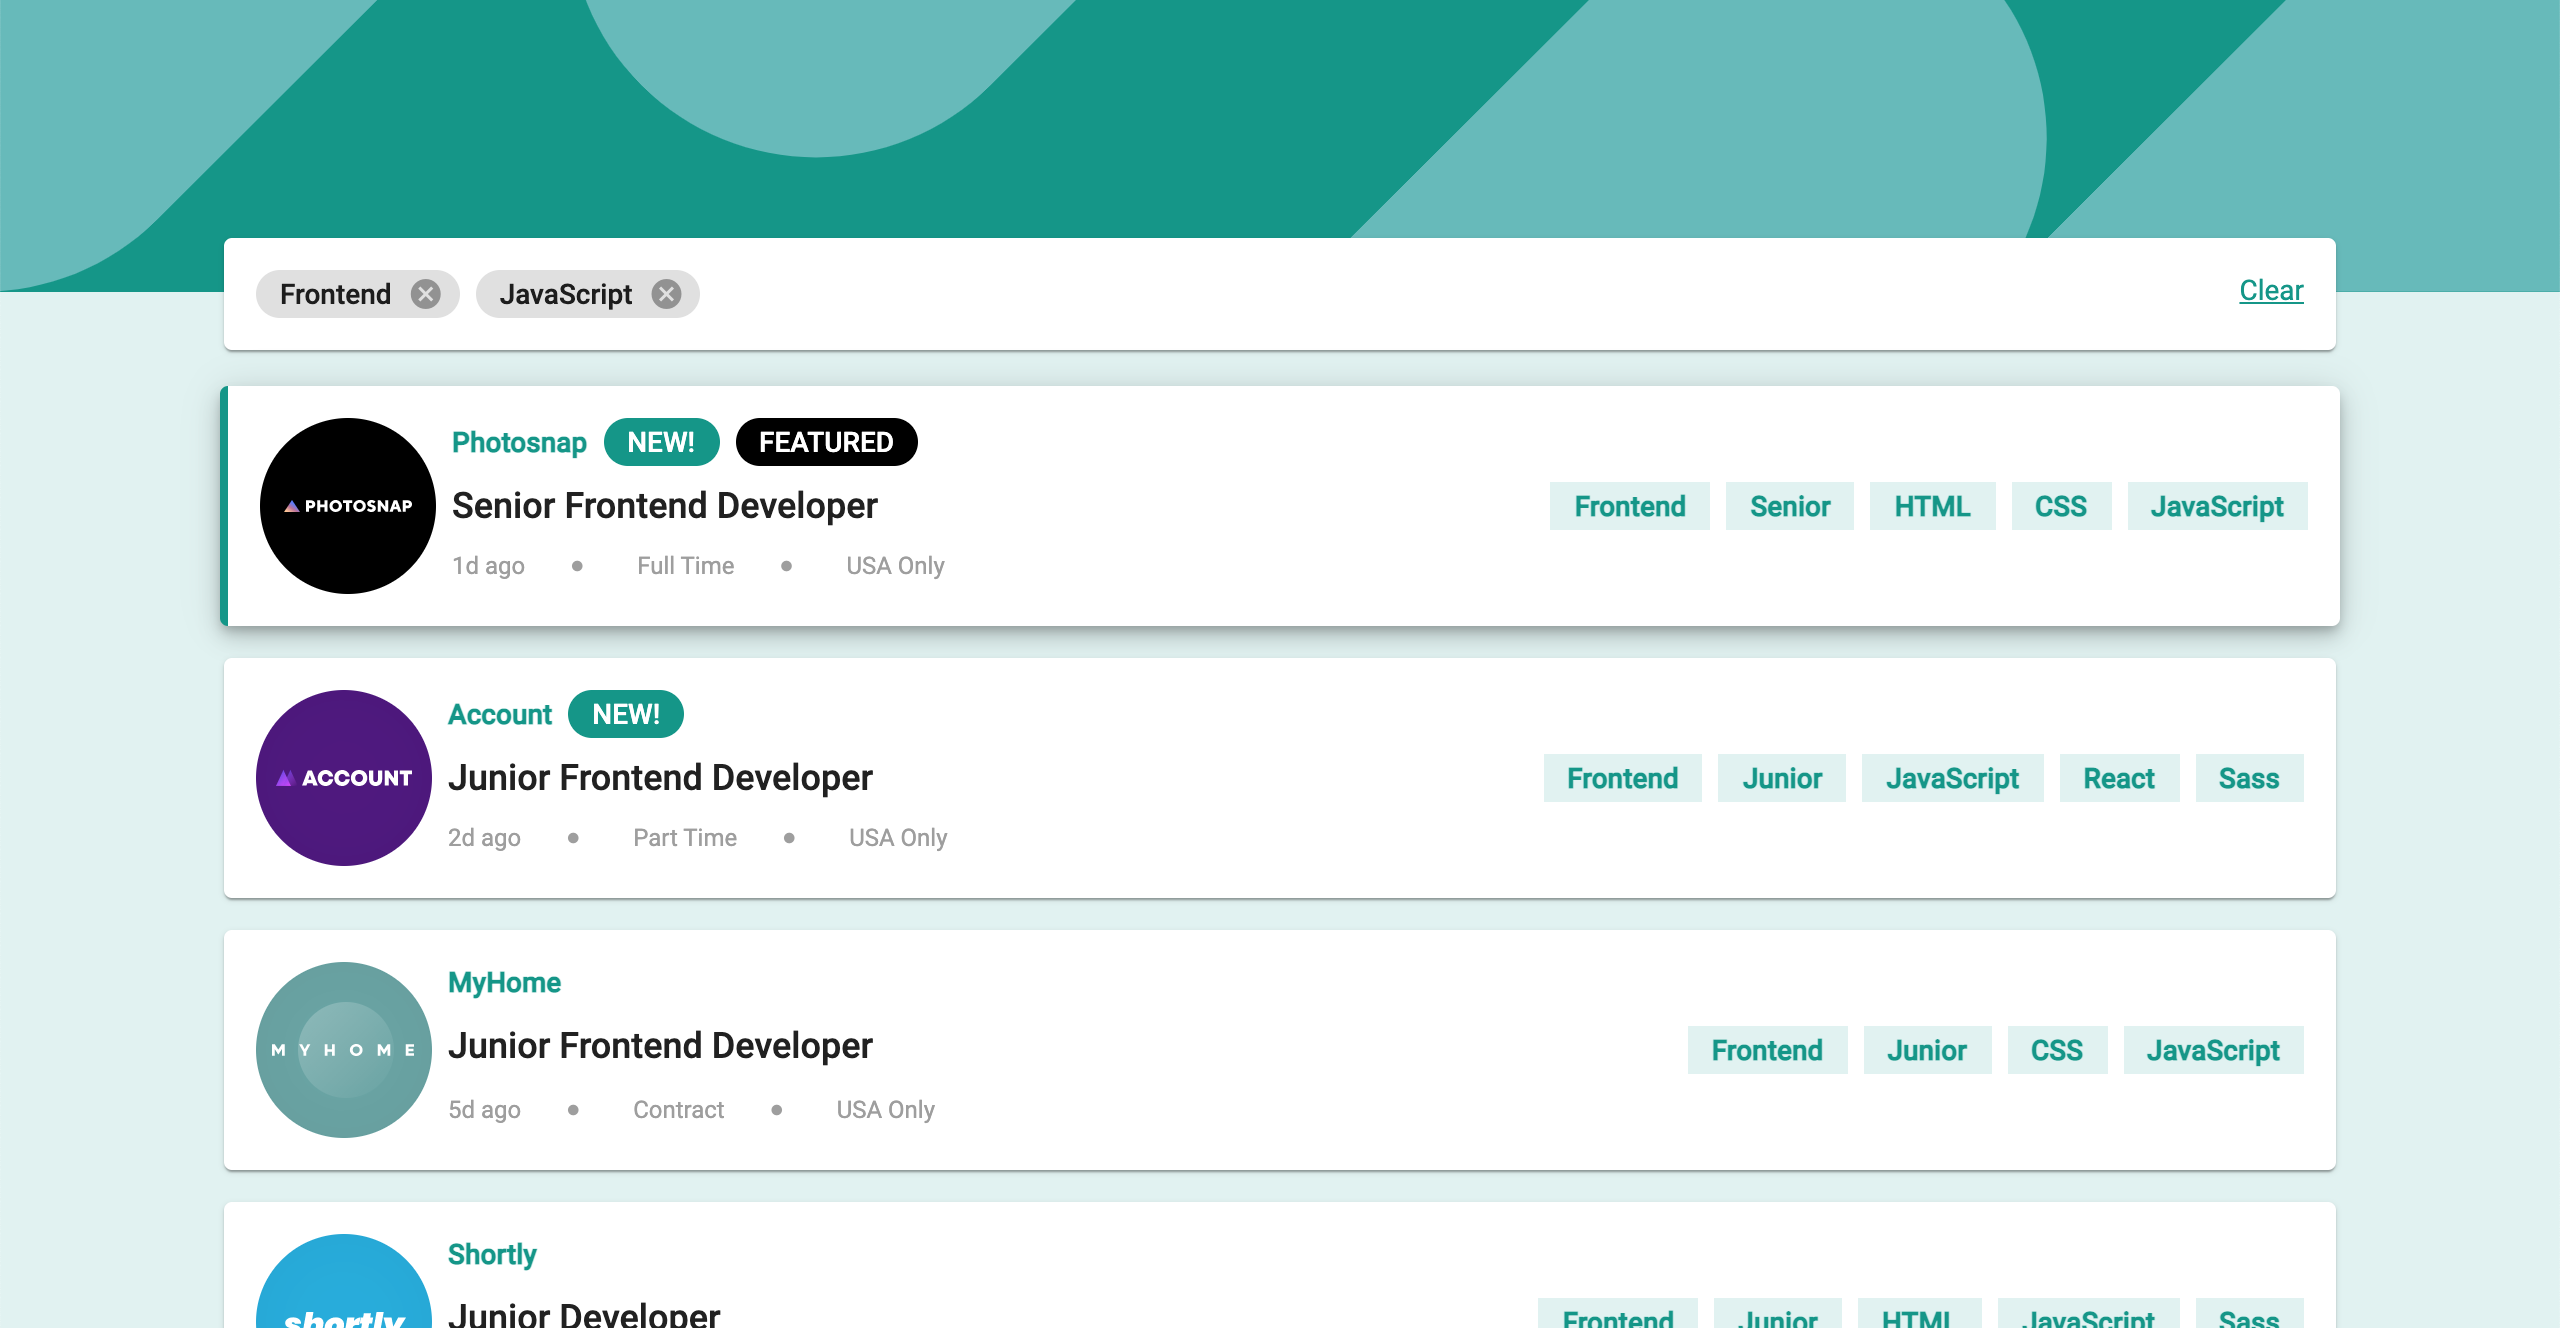 Frontend JavaScript Clear
Photosnap NEW! FEATURED
PHOTOSNAP
Senior Frontend Developer
Frontend Senior HTML CSS JavaScript
1d ago • Full Time • USA Only
Account NEW!
ACCOUNT
Junior Frontend Developer
Frontend Junior JavaScript React Sass
2d ago • Part Time • USA Only
MyHome
MYHOME
Junior Frontend Developer
Frontend Junior CSS JavaScript
5d ago • Contract • USA Only
Shortly
shortly
Junior Developer
Frontend Junior HTML JavaScript Sass